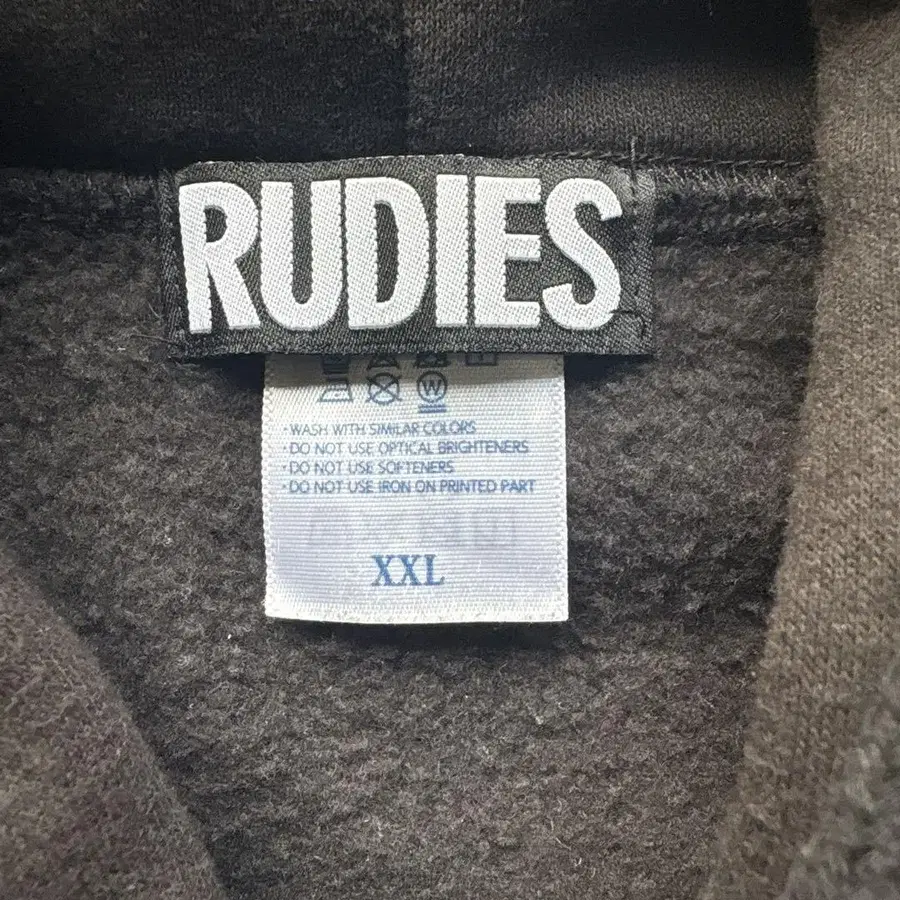 RUDIES
W
· WASH WITH SIMILAR COLORS
· DO NOT USE OPTICAL BRIGHTENERS
· DO NOT USE SOFTENERS
· DO NOT USE IRON ON PRINTED PART
XXL